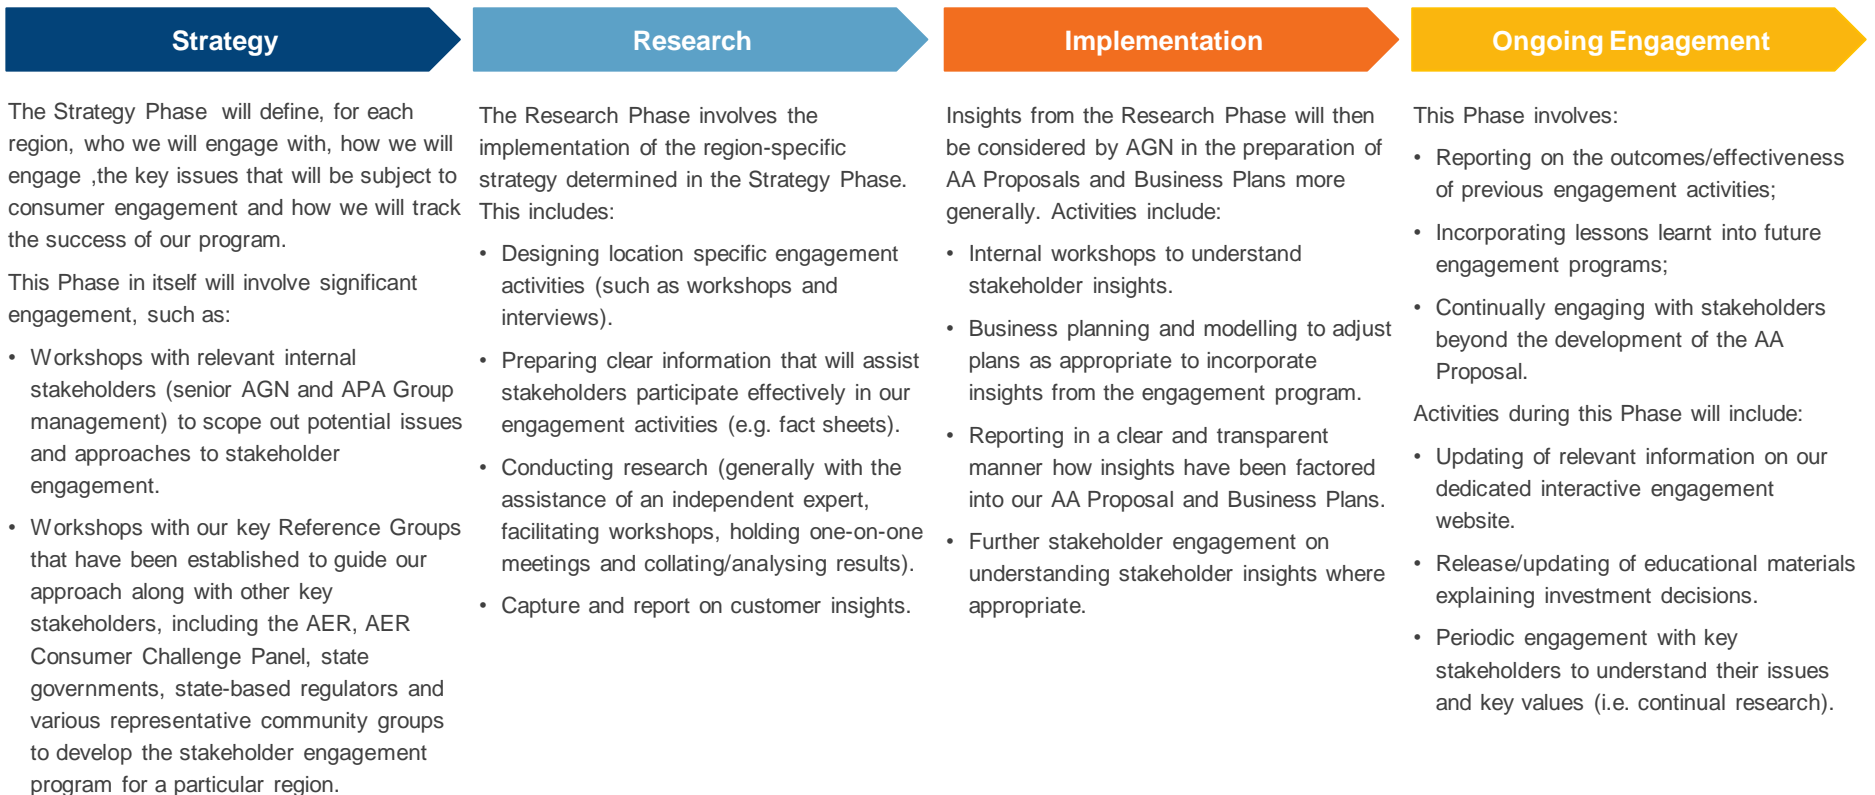 Strategy
The Strategy Phase will define, for each
region, who we will engage with, how we will
engage ,the key issues that will be subject to
consumer engagement and how we will track
the success of our program.
This Phase in itself will involve significant
engagement, such as:
• Workshops with relevant internal
stakeholders (senior AGN and APA Group
management) to scope out potential issues
and approaches to stakeholder
engagement.
• Workshops with our key Reference Groups
that have been established to guide our
approach along with other key
stakeholders, including the AER, AER
Consumer Challenge Panel, state
governments, state-based regulators and
various representative community groups
to develop the stakeholder engagement
program for a particular region.
Research
The Research Phase involves the
implementation of the region-specific
strategy determined in the Strategy Phase.
This includes:
• Designing location specific engagement
activities (such as workshops and
interviews).
• Preparing clear information that will assist
stakeholders participate effectively in our
engagement activities (e.g. fact sheets).
• Conducting research (generally with the
assistance of an independent expert,
facilitating workshops, holding one-on-one
meetings and collating/analysing results).
• Capture and report on customer insights.
Implementation
Insights from the Research Phase will then
be considered by AGN in the preparation of
AA Proposals and Business Plans more
generally. Activities include:
• Internal workshops to understand
stakeholder insights.
• Business planning and modelling to adjust
plans as appropriate to incorporate
insights from the engagement program.
• Reporting in a clear and transparent
manner how insights have been factored
into our AA Proposal and Business Plans.
• Further stakeholder engagement on
understanding stakeholder insights where
appropriate.
Ongoing Engagement
This Phase involves:
• Reporting on the outcomes/effectiveness
of previous engagement activities;
• Incorporating lessons learnt into future
engagement programs;
• Continually engaging with stakeholders
beyond the development of the AA
Proposal.
Activities during this Phase will include:
• Updating of relevant information on our
dedicated interactive engagement
website.
• Release/updating of educational materials
explaining investment decisions.
• Periodic engagement with key
stakeholders to understand their issues
and key values (i.e. continual research).